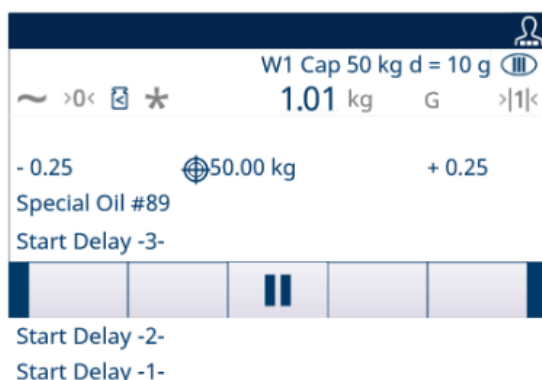 W1 Cap 50 kg d = 10 g
~ >0< * 1.01 kg G >|1|<
- 0.25 50.00 kg + 0.25
Special Oil #89
Start Delay -3-
Start Delay -2-
Start Delay -1-